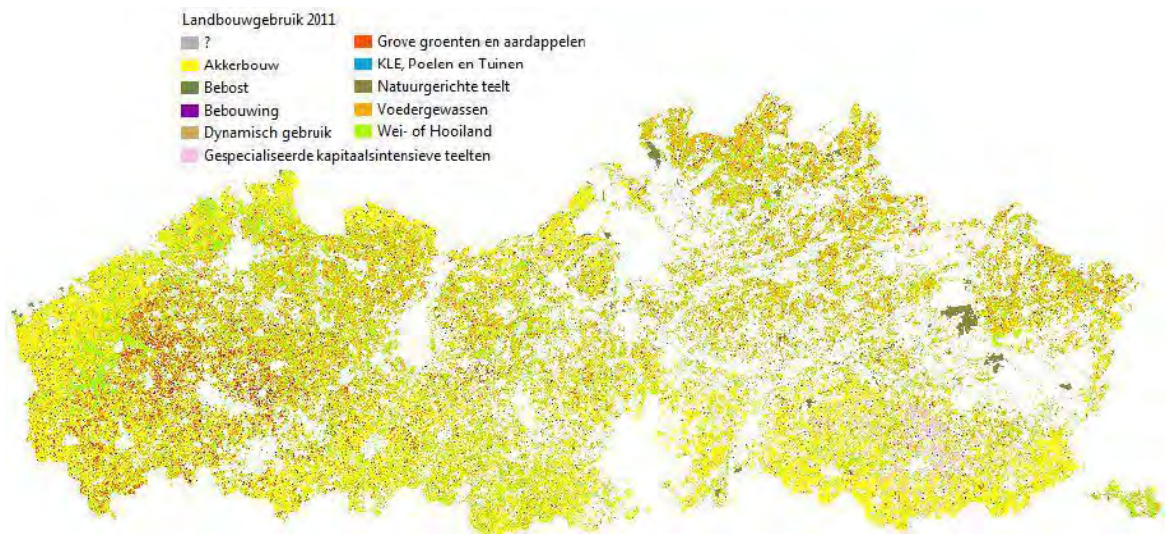 Landbouwgebruik 2011
?
Akkerbouw
Bebost
Bebouwing
Dynamisch gebruik
Gespecialiseerde kapitaalsintensieve teelten
Grove groenten en aardappelen
KLE, Poelen en Tuinen
Natuurgerichte teelt
Voedergewassen
Wei- of Hooiland